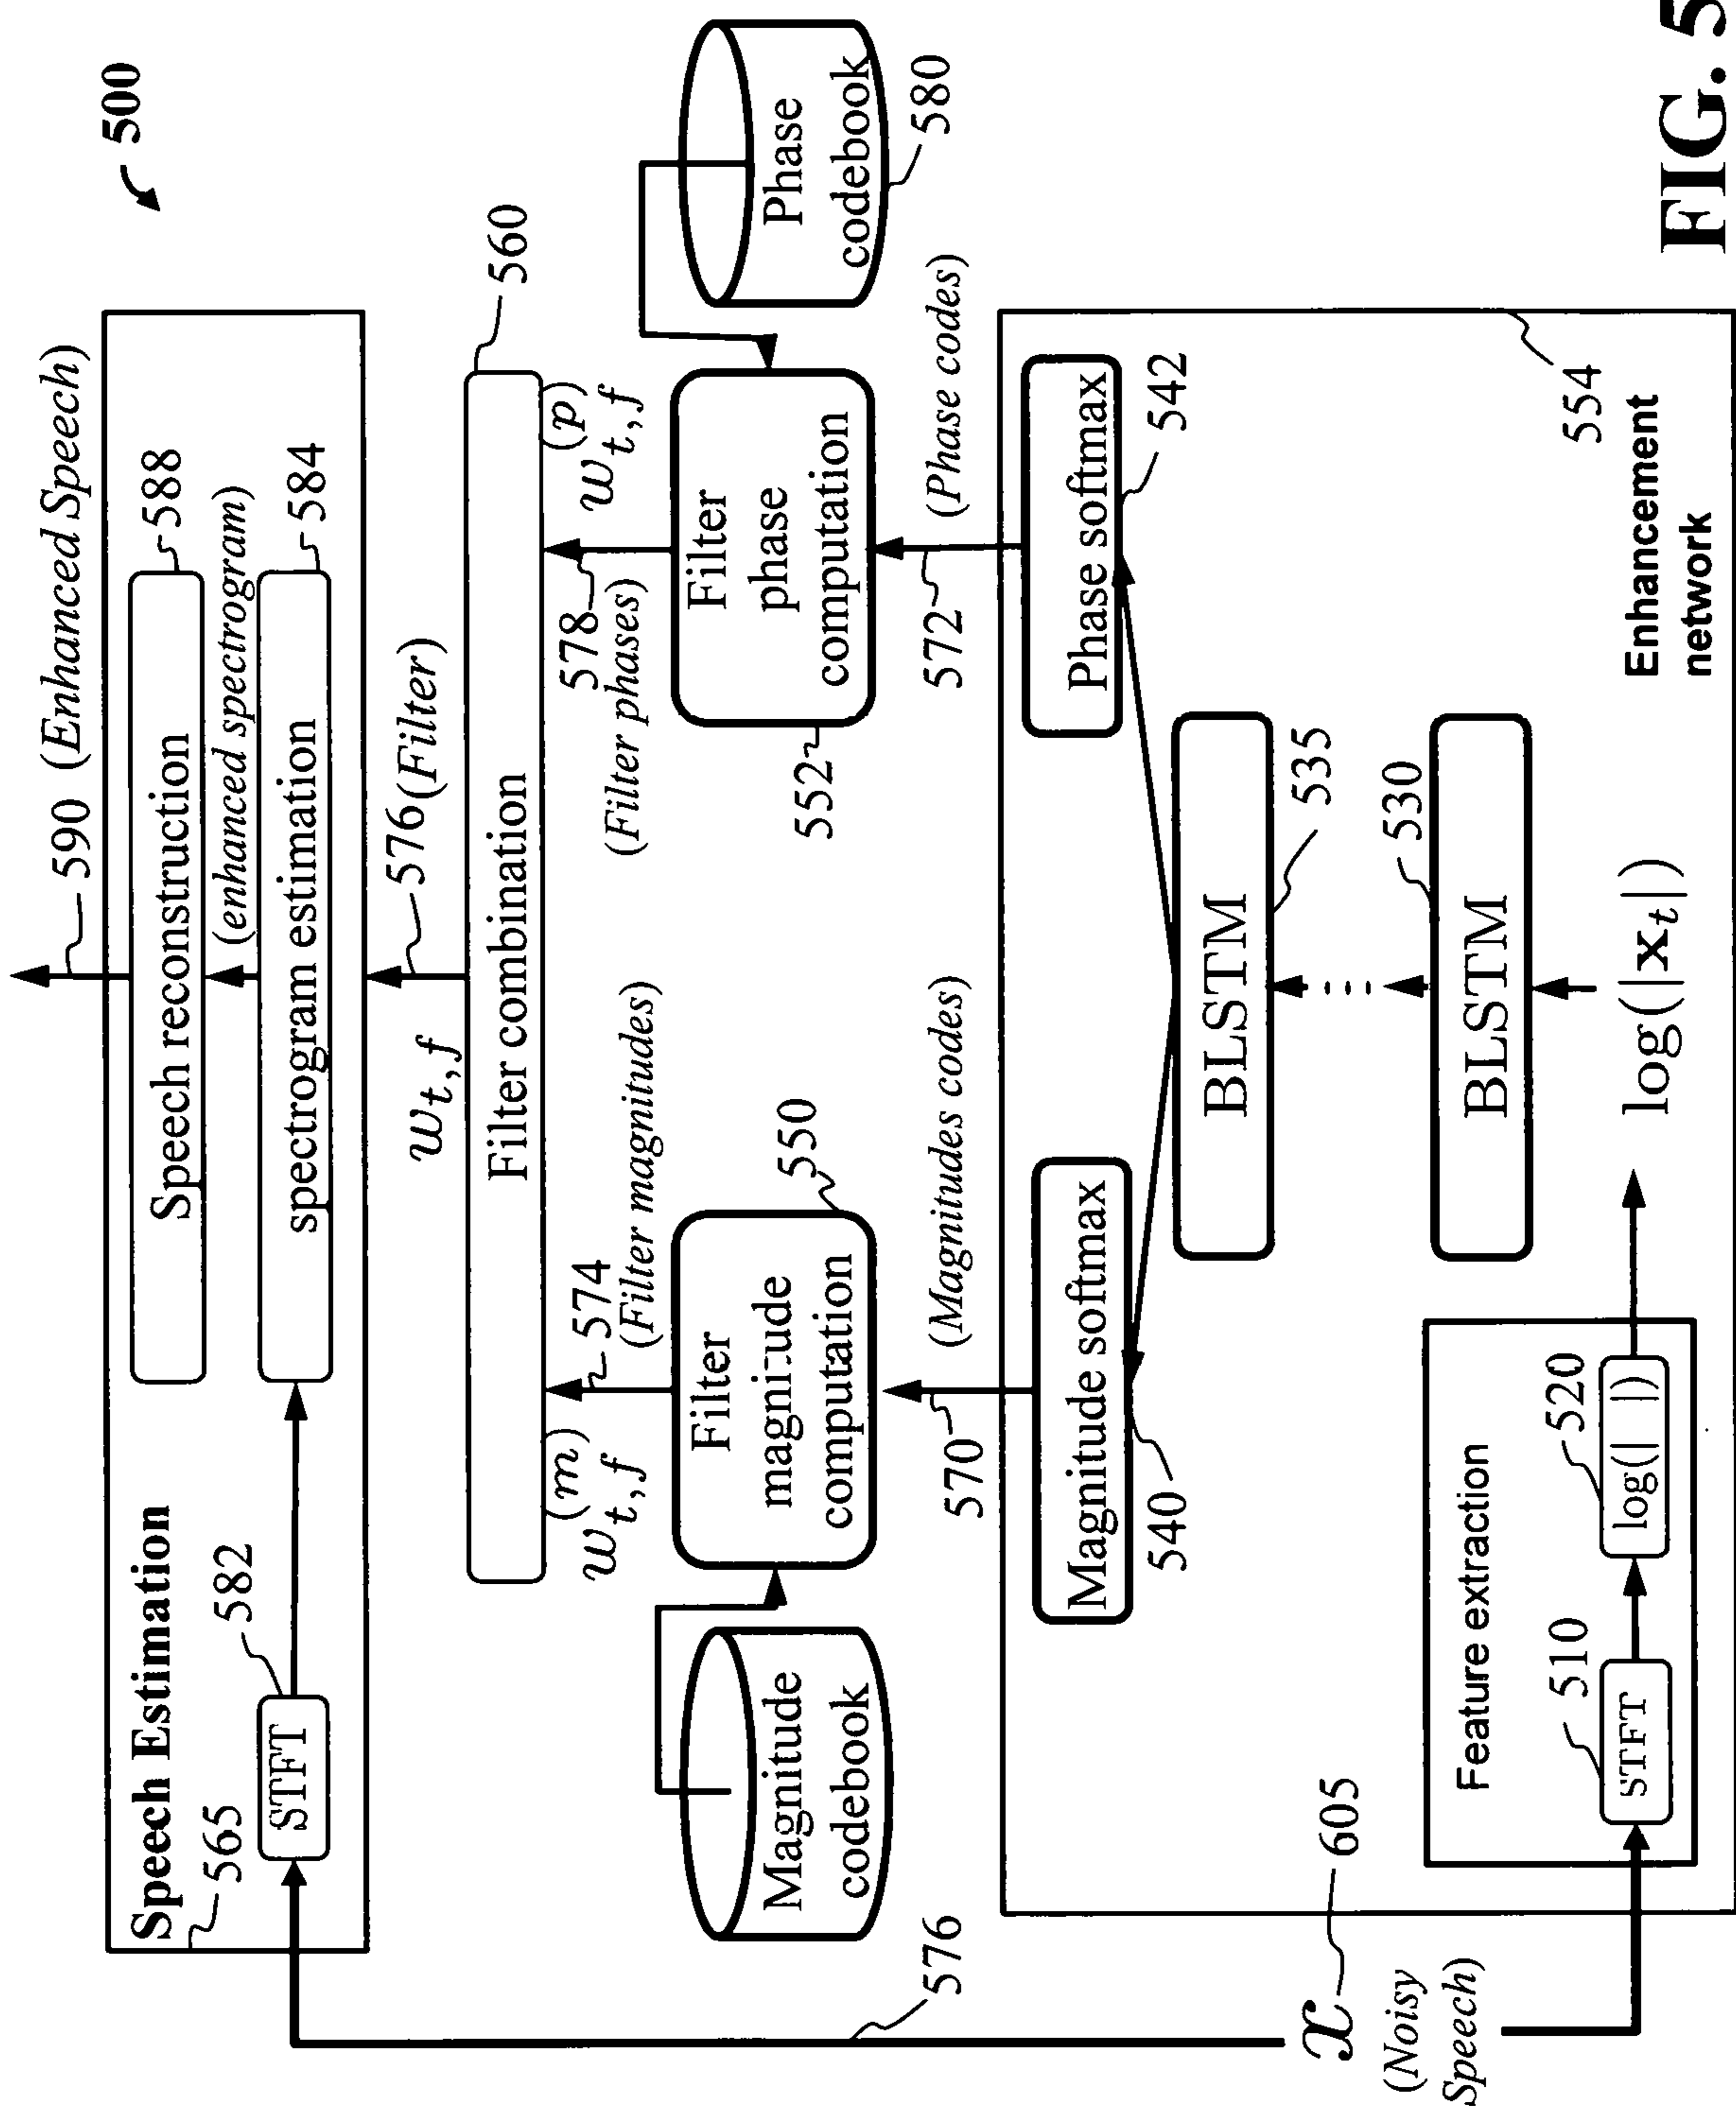 500
590 (Enhanced Speech)
Speech Estimation
565
582
STFT
Speech reconstruction
588
(enhanced spectrogram)
spectrogram estimation
584
w_{t,f}
576 (Filter)
Filter combination
560
w_{t,f}^{(m)}
574
(Filter magnitudes)
578
(Filter phases)
w_{t,f}^{(p)}
Magnitude
codebook
Filter
magnitude
computation
550
552
Filter
phase
computation
Phase
codebook
580
570
(Magnitudes codes)
572
(Phase codes)
576
Magnitude softmax
540
Phase softmax
542
BLSTM
535
BLSTM
530
log(|x_t|)
x
605
(Noisy
Speech)
Feature extraction
STFT
510
log(| |)
520
Enhancement
network
554
FIG. 5